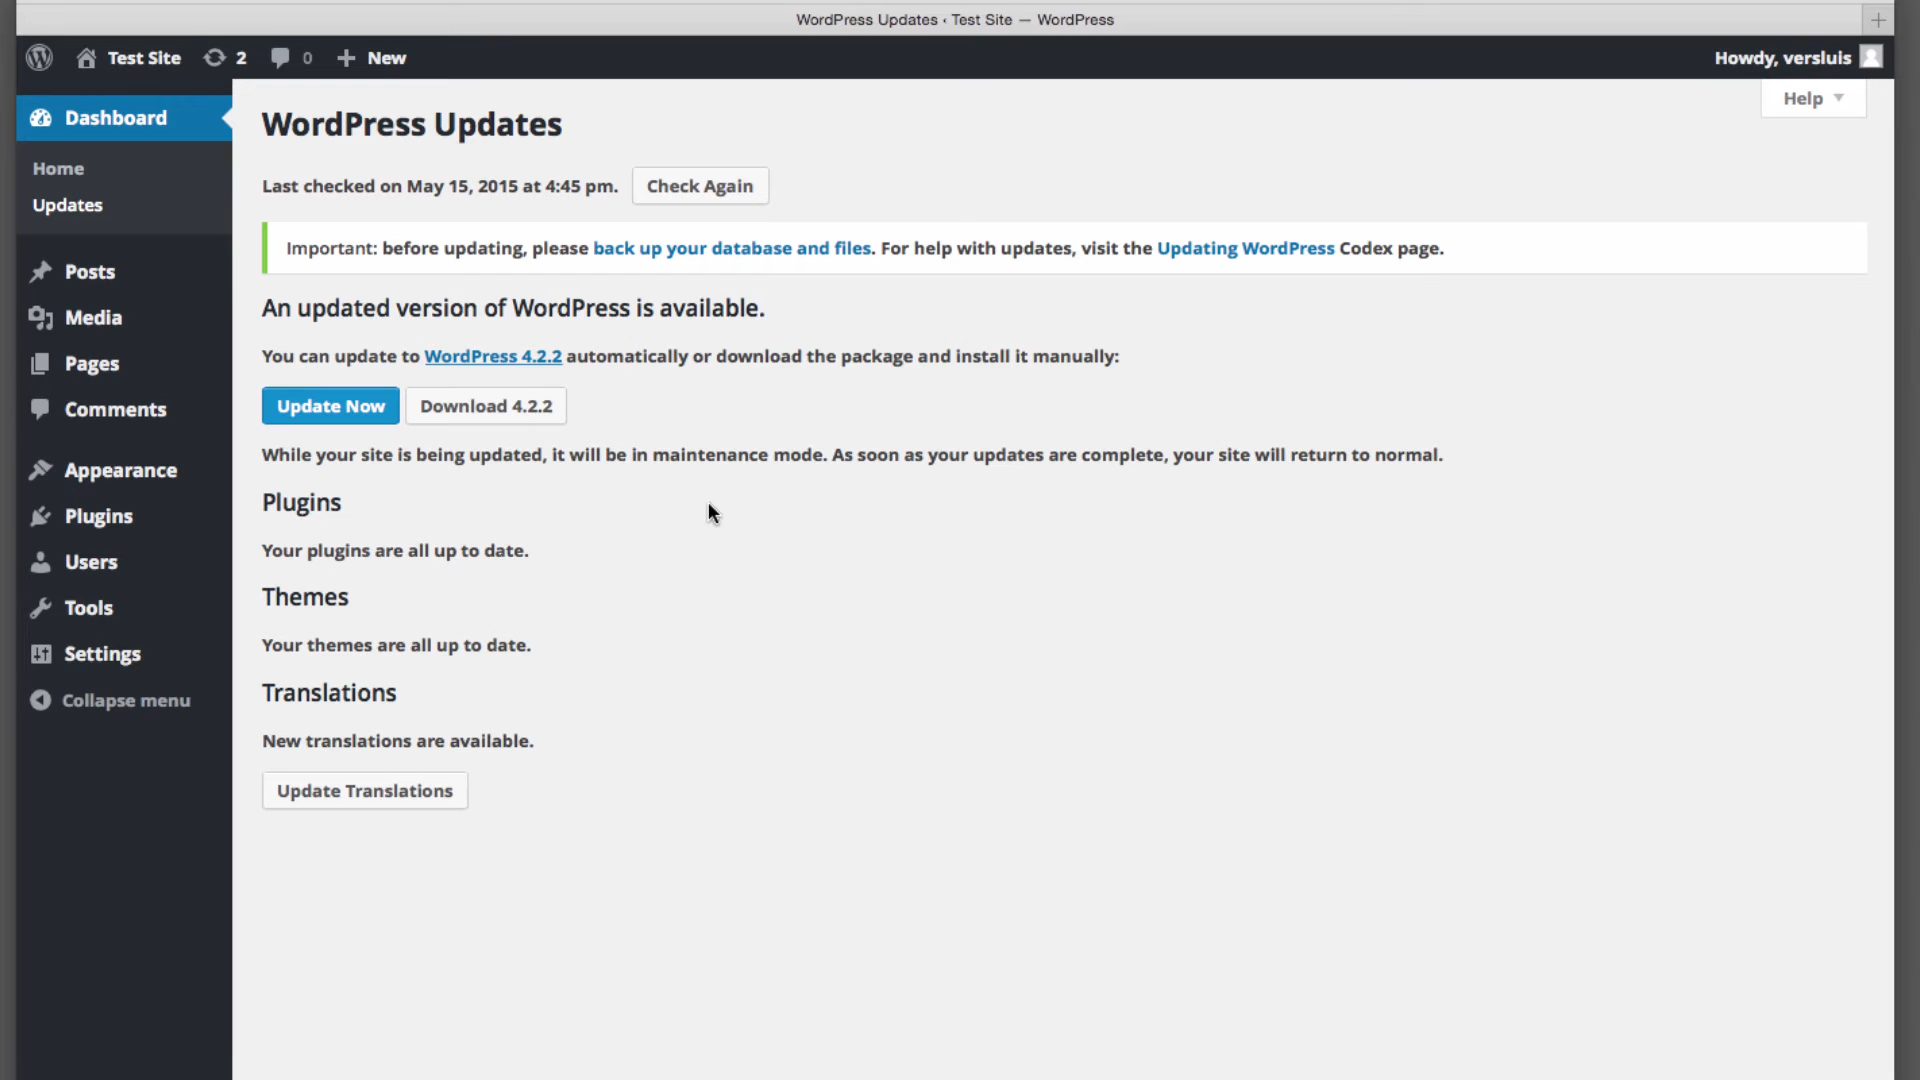 WordPress Updates ‹ Test Site — WordPress
Test Site 2 0 New Howdy, versluis
Help
Dashboard
Home
Updates
Posts
Media
Pages
Comments
Appearance
Plugins
Users
Tools
Settings
Collapse menu
WordPress Updates
Last checked on May 15, 2015 at 4:45 pm. Check Again
Important: before updating, please back up your database and files. For help with updates, visit the Updating WordPress Codex page.
An updated version of WordPress is available.
You can update to WordPress 4.2.2 automatically or download the package and install it manually:
Update Now Download 4.2.2
While your site is being updated, it will be in maintenance mode. As soon as your updates are complete, your site will return to normal.
Plugins
Your plugins are all up to date.
Themes
Your themes are all up to date.
Translations
New translations are available.
Update Translations